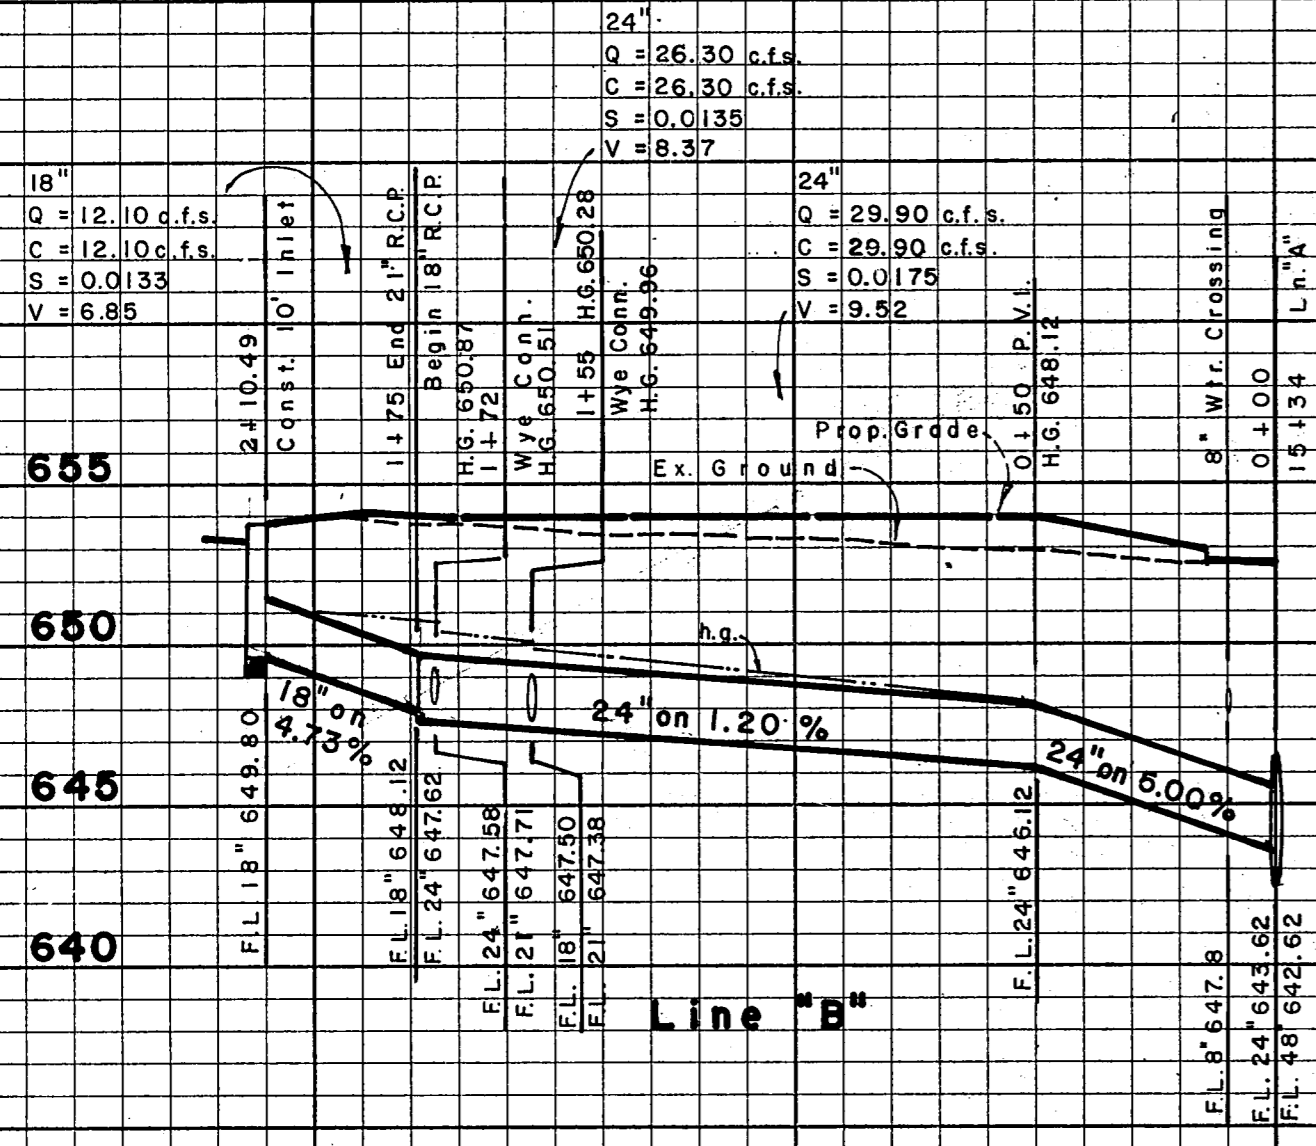 24"
Q = 26.30 c.f.s.
C = 26.30 c.f.s.
S = 0.0135
V = 8.37
18"
Q = 12.10 c.f.s.
C = 12.10 c.f.s.
S = 0.0133
V = 6.85
24"
Q = 29.90 c.f.s.
C = 29.90 c.f.s.
S = 0.0175
V = 9.52
2+10.49
Const. 10' Inlet
1+75 End 21" R.C.P.
Begin 18" R.C.P.
H.G. 650.87
1+72
Wye Conn.
H.G. 650.51
1+55 H.G. 650.28
Wye Conn.
H.G. 649.96
0+50 P.V.I.
H.G. 648.12
8" Wtr. Crossing
0+00
15+34 Ln. "A"
655
650
645
640
Prop. Grade
Ex. Ground
h.g.
18" on
4.73%
24" on 1.20 %
24" on 5.00%
F.L. 18" 649.80
F.L. 18" 648.12
F.L. 24" 647.62
F.L. 24" 647.58
F.L. 21" 647.71
F.L. 18" 647.50
F.L. 21" 647.38
F.L. 24" 646.12
F.L. 8" 647.8
F.L. 24" 643.62
F.L. 48" 642.62
Line "B"